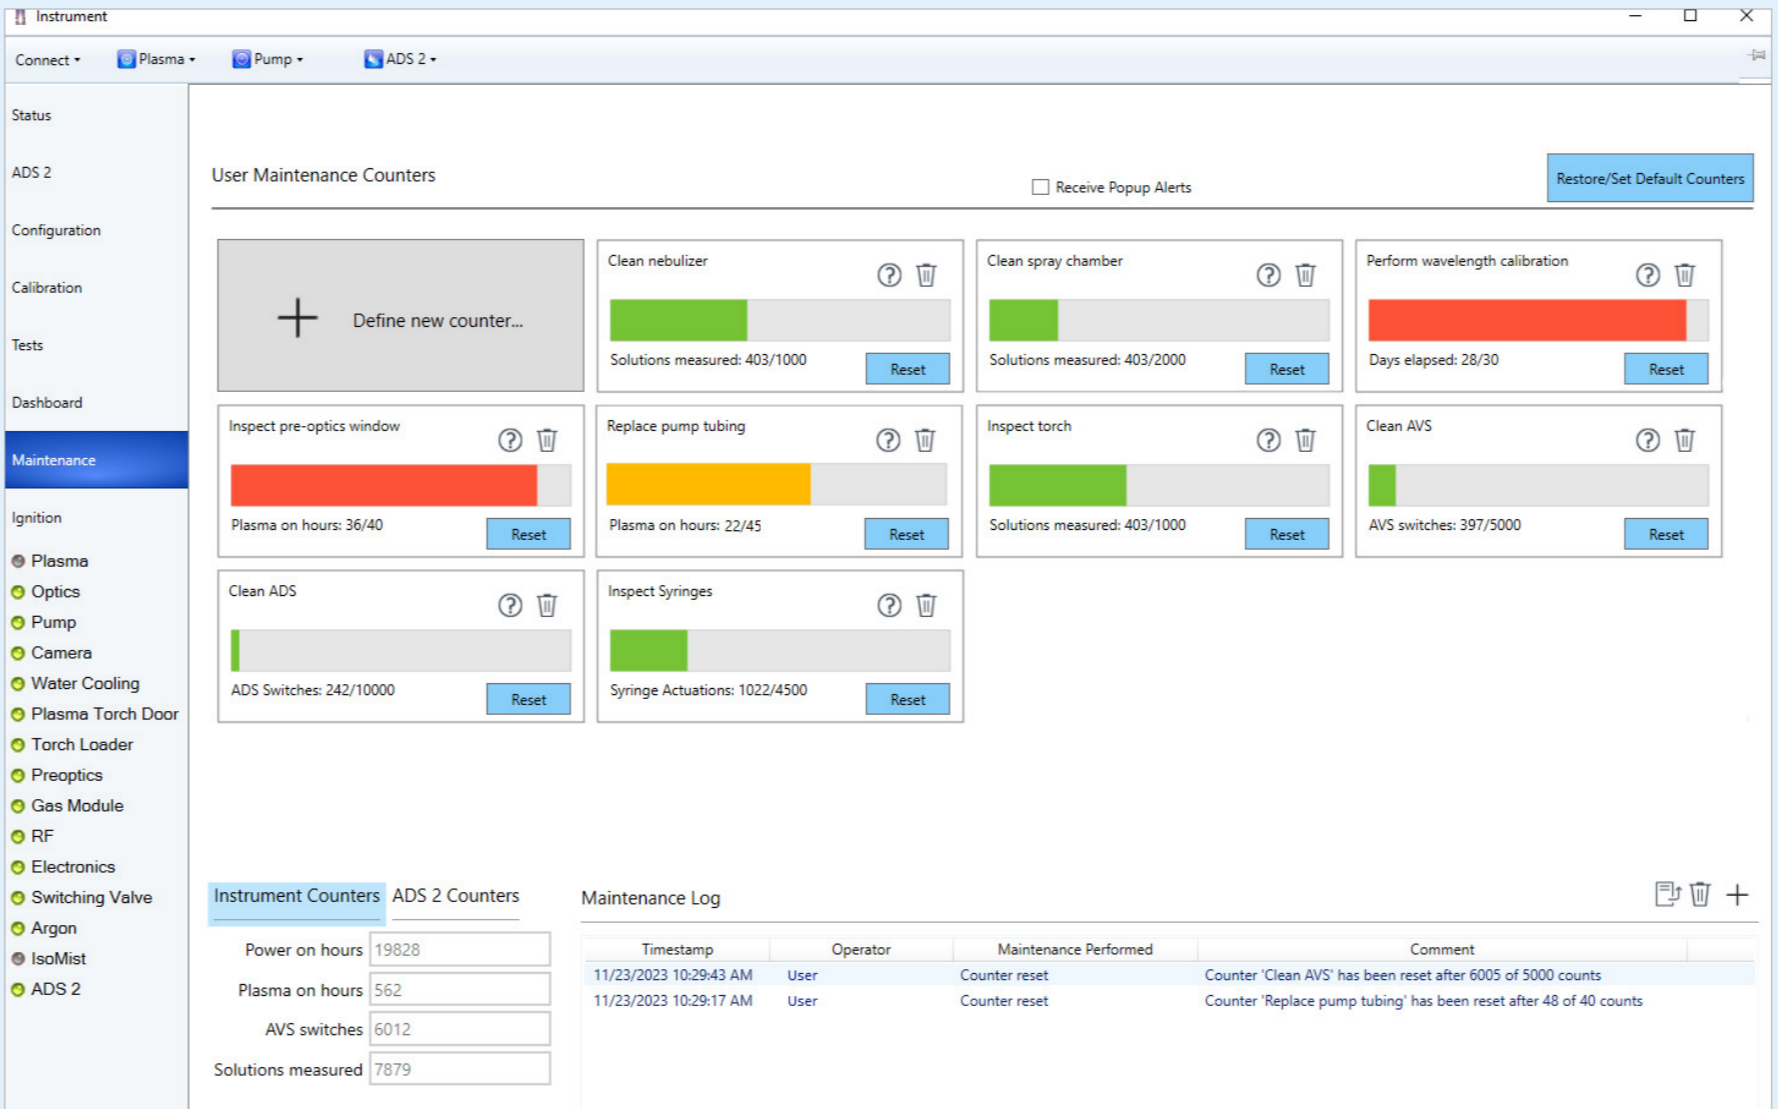 Instrument
Connect
Plasma
Pump
ADS 2
Status
ADS 2
Configuration
Calibration
Tests
Dashboard
Maintenance
Ignition
Plasma
Optics
Pump
Camera
Water Cooling
Plasma Torch Door
Torch Loader
Preoptics
Gas Module
RF
Electronics
Switching Valve
Argon
IsoMist
ADS 2
User Maintenance Counters
Receive Popup Alerts
Restore/Set Default Counters
Define new counter...
Clean nebulizer
Solutions measured: 403/1000
Reset
Clean spray chamber
Solutions measured: 403/2000
Reset
Perform wavelength calibration
Days elapsed: 28/30
Reset
Inspect pre-optics window
Plasma on hours: 36/40
Reset
Replace pump tubing
Plasma on hours: 22/45
Reset
Inspect torch
Solutions measured: 403/1000
Reset
Clean AVS
AVS switches: 397/5000
Reset
Clean ADS
ADS Switches: 242/10000
Reset
Inspect Syringes
Syringe Actuations: 1022/4500
Reset
Instrument Counters ADS 2 Counters
Power on hours 19828
Plasma on hours 562
AVS switches 6012
Solutions measured 7879
Maintenance Log
Timestamp Operator Maintenance Performed Comment
11/23/2023 10:29:43 AM User Counter reset Counter 'Clean AVS' has been reset after 6005 of 5000 counts
11/23/2023 10:29:17 AM User Counter reset Counter 'Replace pump tubing' has been reset after 48 of 40 counts